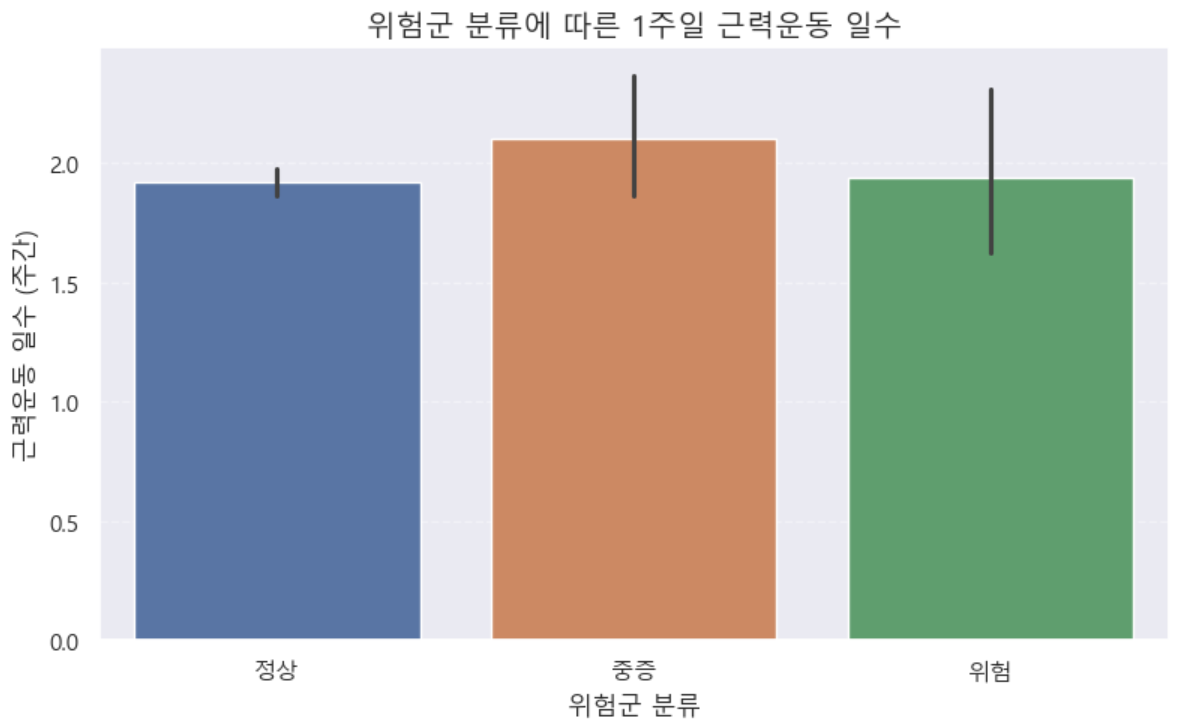 위험군 분류에 따른 1주일 근력운동 일수
근력운동 일수 (주간)
2.0
1.5
1.0
0.5
0.0
정상
중증
위험
위험군 분류